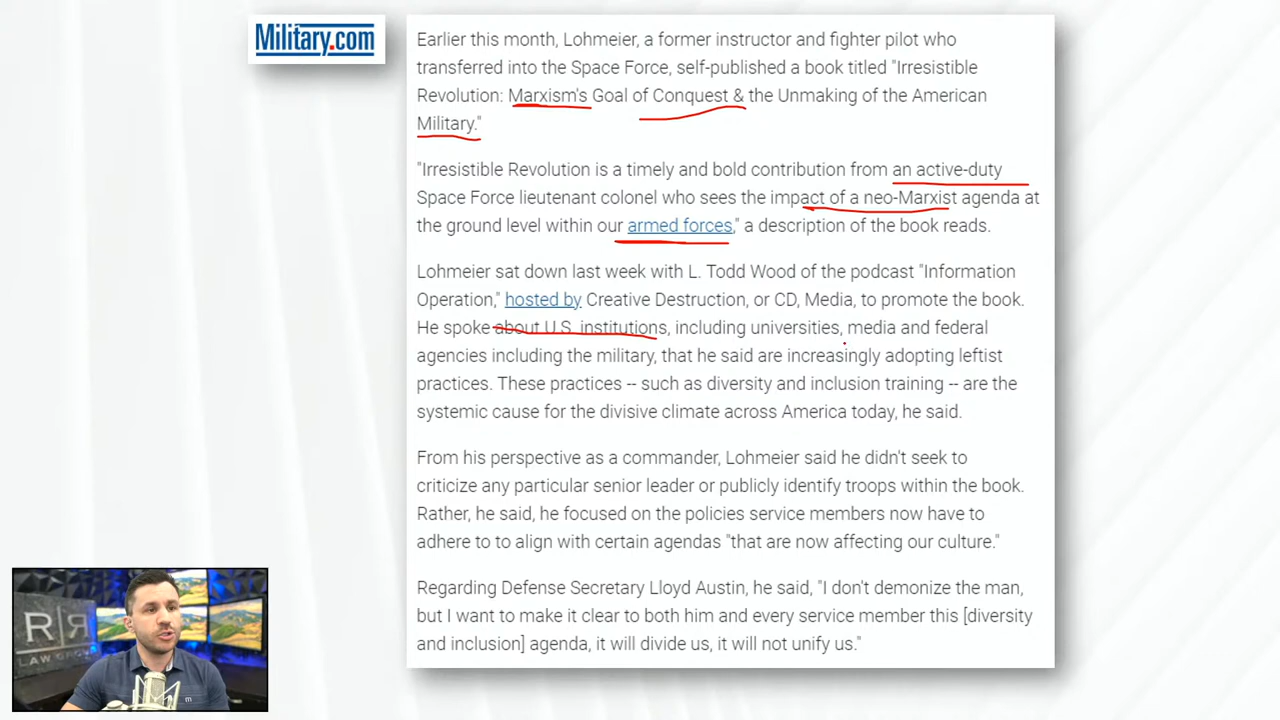 Military.com
Earlier this month, Lohmeier, a former instructor and fighter pilot who
transferred into the Space Force, self-published a book titled "Irresistible
Revolution: Marxism's Goal of Conquest & the Unmaking of the American
Military."
"Irresistible Revolution is a timely and bold contribution from an active-duty
Space Force lieutenant colonel who sees the impact of a neo-Marxist agenda at
the ground level within our armed forces," a description of the book reads.
Lohmeier sat down last week with L. Todd Wood of the podcast "Information
Operation," hosted by Creative Destruction, or CD, Media, to promote the book.
He spoke about U.S. institutions, including universities, media and federal
agencies including the military, that he said are increasingly adopting leftist
practices. These practices -- such as diversity and inclusion training -- are the
systemic cause for the divisive climate across America today, he said.
From his perspective as a commander, Lohmeier said he didn't seek to
criticize any particular senior leader or publicly identify troops within the book.
Rather, he said, he focused on the policies service members now have to
adhere to to align with certain agendas "that are now affecting our culture."
Regarding Defense Secretary Lloyd Austin, he said, "I don't demonize the man,
but I want to make it clear to both him and every service member this [diversity
and inclusion] agenda, it will divide us, it will not unify us."
R|R
LAW GROUP
m